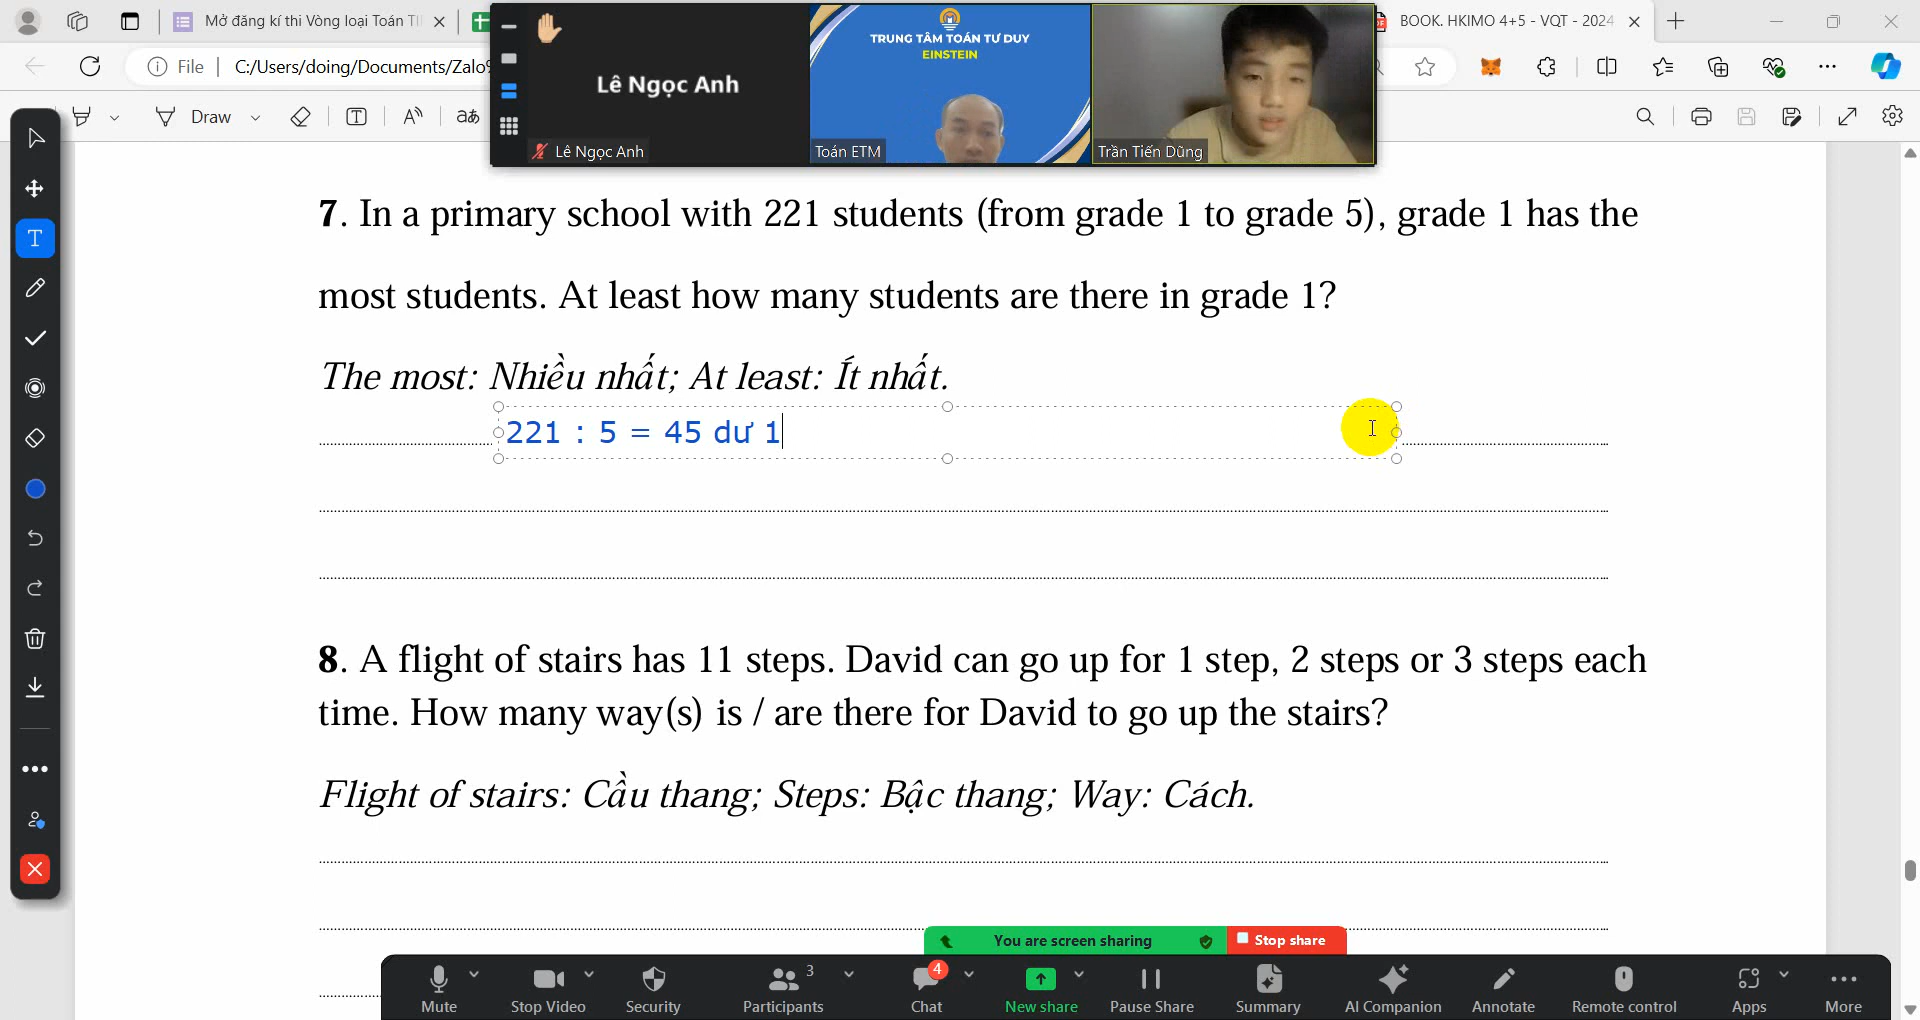 Mở đăng kí thi Vòng loại Toán
BOOK. HKIMO 4+5 - VQT - 2024
File
C:/Users/doing/Documents/Zalo
Draw
aあ
Lê Ngọc Anh
Lê Ngọc Anh
TRUNG TÂM TOÁN TƯ DUY
EINSTEIN
Toán ETM
Trần Tiến Dũng
7. In a primary school with 221 students (from grade 1 to grade 5), grade 1 has the
most students. At least how many students are there in grade 1?
The most: Nhiều nhất; At least: Ít nhất.
221 : 5 = 45 dư 1
8. A flight of stairs has 11 steps. David can go up for 1 step, 2 steps or 3 steps each
time. How many way(s) is / are there for David to go up the stairs?
Flight of stairs: Cầu thang; Steps: Bậc thang; Way: Cách.
You are screen sharing
Stop share
Mute
Stop Video
Security
Participants
3
Chat
4
New share
Pause Share
Summary
AI Companion
Annotate
Remote control
Apps
More